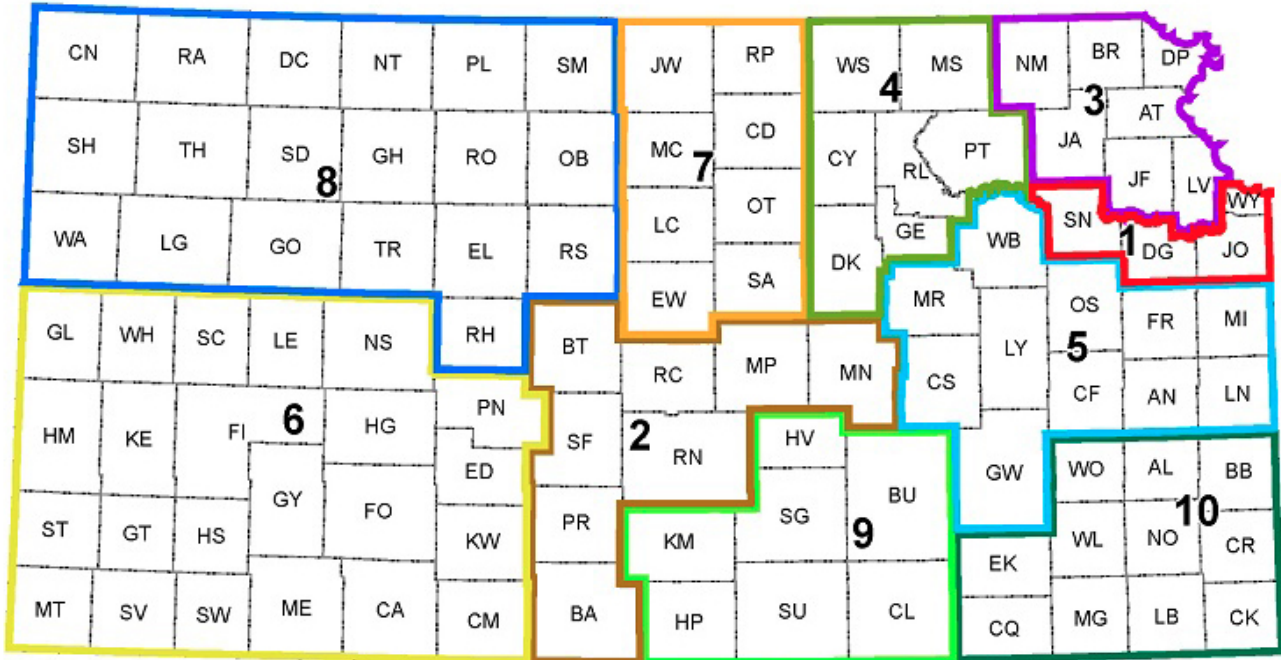 CN RA DC NT PL SM JW RP WS MS NM BR DP
SH TH SD GH RO OB MC CD CY RL PT JA AT
8 7 4 3
WA LG GO TR EL RS LC OT DK GE WB SN JF LV WY
RH EW SA MR DG JO
1
GL WH SC LE NS BT RC MP MN LY OS FR MI
5
HM KE FI HG PN SF RN CS CF AN LN
6 2
ED HV BU GW WO AL BB
ST GT HS GY FO KW PR KM SG EK WL NO CR
9 10
MT SV SW ME CA CM BA HP SU CL CQ MG LB CK